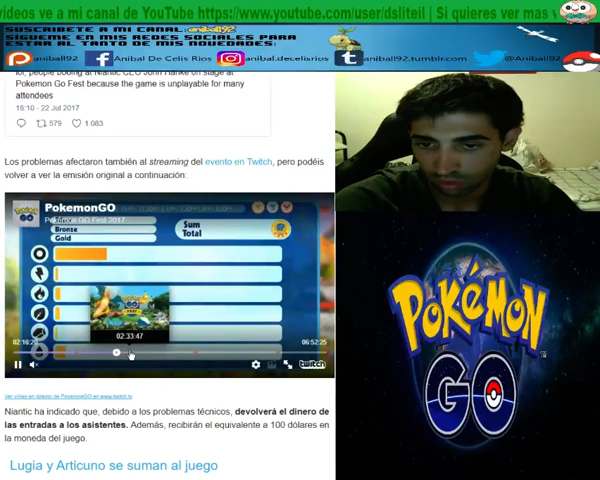 videos ve a mi canal de YouTube https://www.youtube.com/user/dsliteil | Si quieres ver mas v
SUSCRIBETE A MI CANAL: aniball92
SIGUEME EN MIS REDES SOCIALES PARA
ESTAR AL TANTO DE MIS NOVEDADES:
aniball92
Anibal De Celis Rios
anibal.decelisrios
aniball92.tumblr.com
@Aniball92
lol, people booing at Niantic CEO John Hanke on stage at
Pokemon Go Fest because the game is unplayable for many
attendees
18:10 - 22 Jul 2017
579
1 083
Los problemas afectaron también al streaming del evento en Twitch, pero podéis
volver a ver la emisión original a continuación:
PokemonGO
Pokémon GO Fest 2017
Bronze
Gold
Sum
Total
POKÉMON
GO
FEST
02:33:47
02:16:20
06:52:25
twitch
Ver vídeo en directo de PokemonGO en www.twitch.tv
Niantic ha indicado que, debido a los problemas técnicos, devolverá el dinero de
las entradas a los asistentes. Además, recibirán el equivalente a 100 dólares en
la moneda del juego.
Lugia y Articuno se suman al juego
POKÉMON
GO